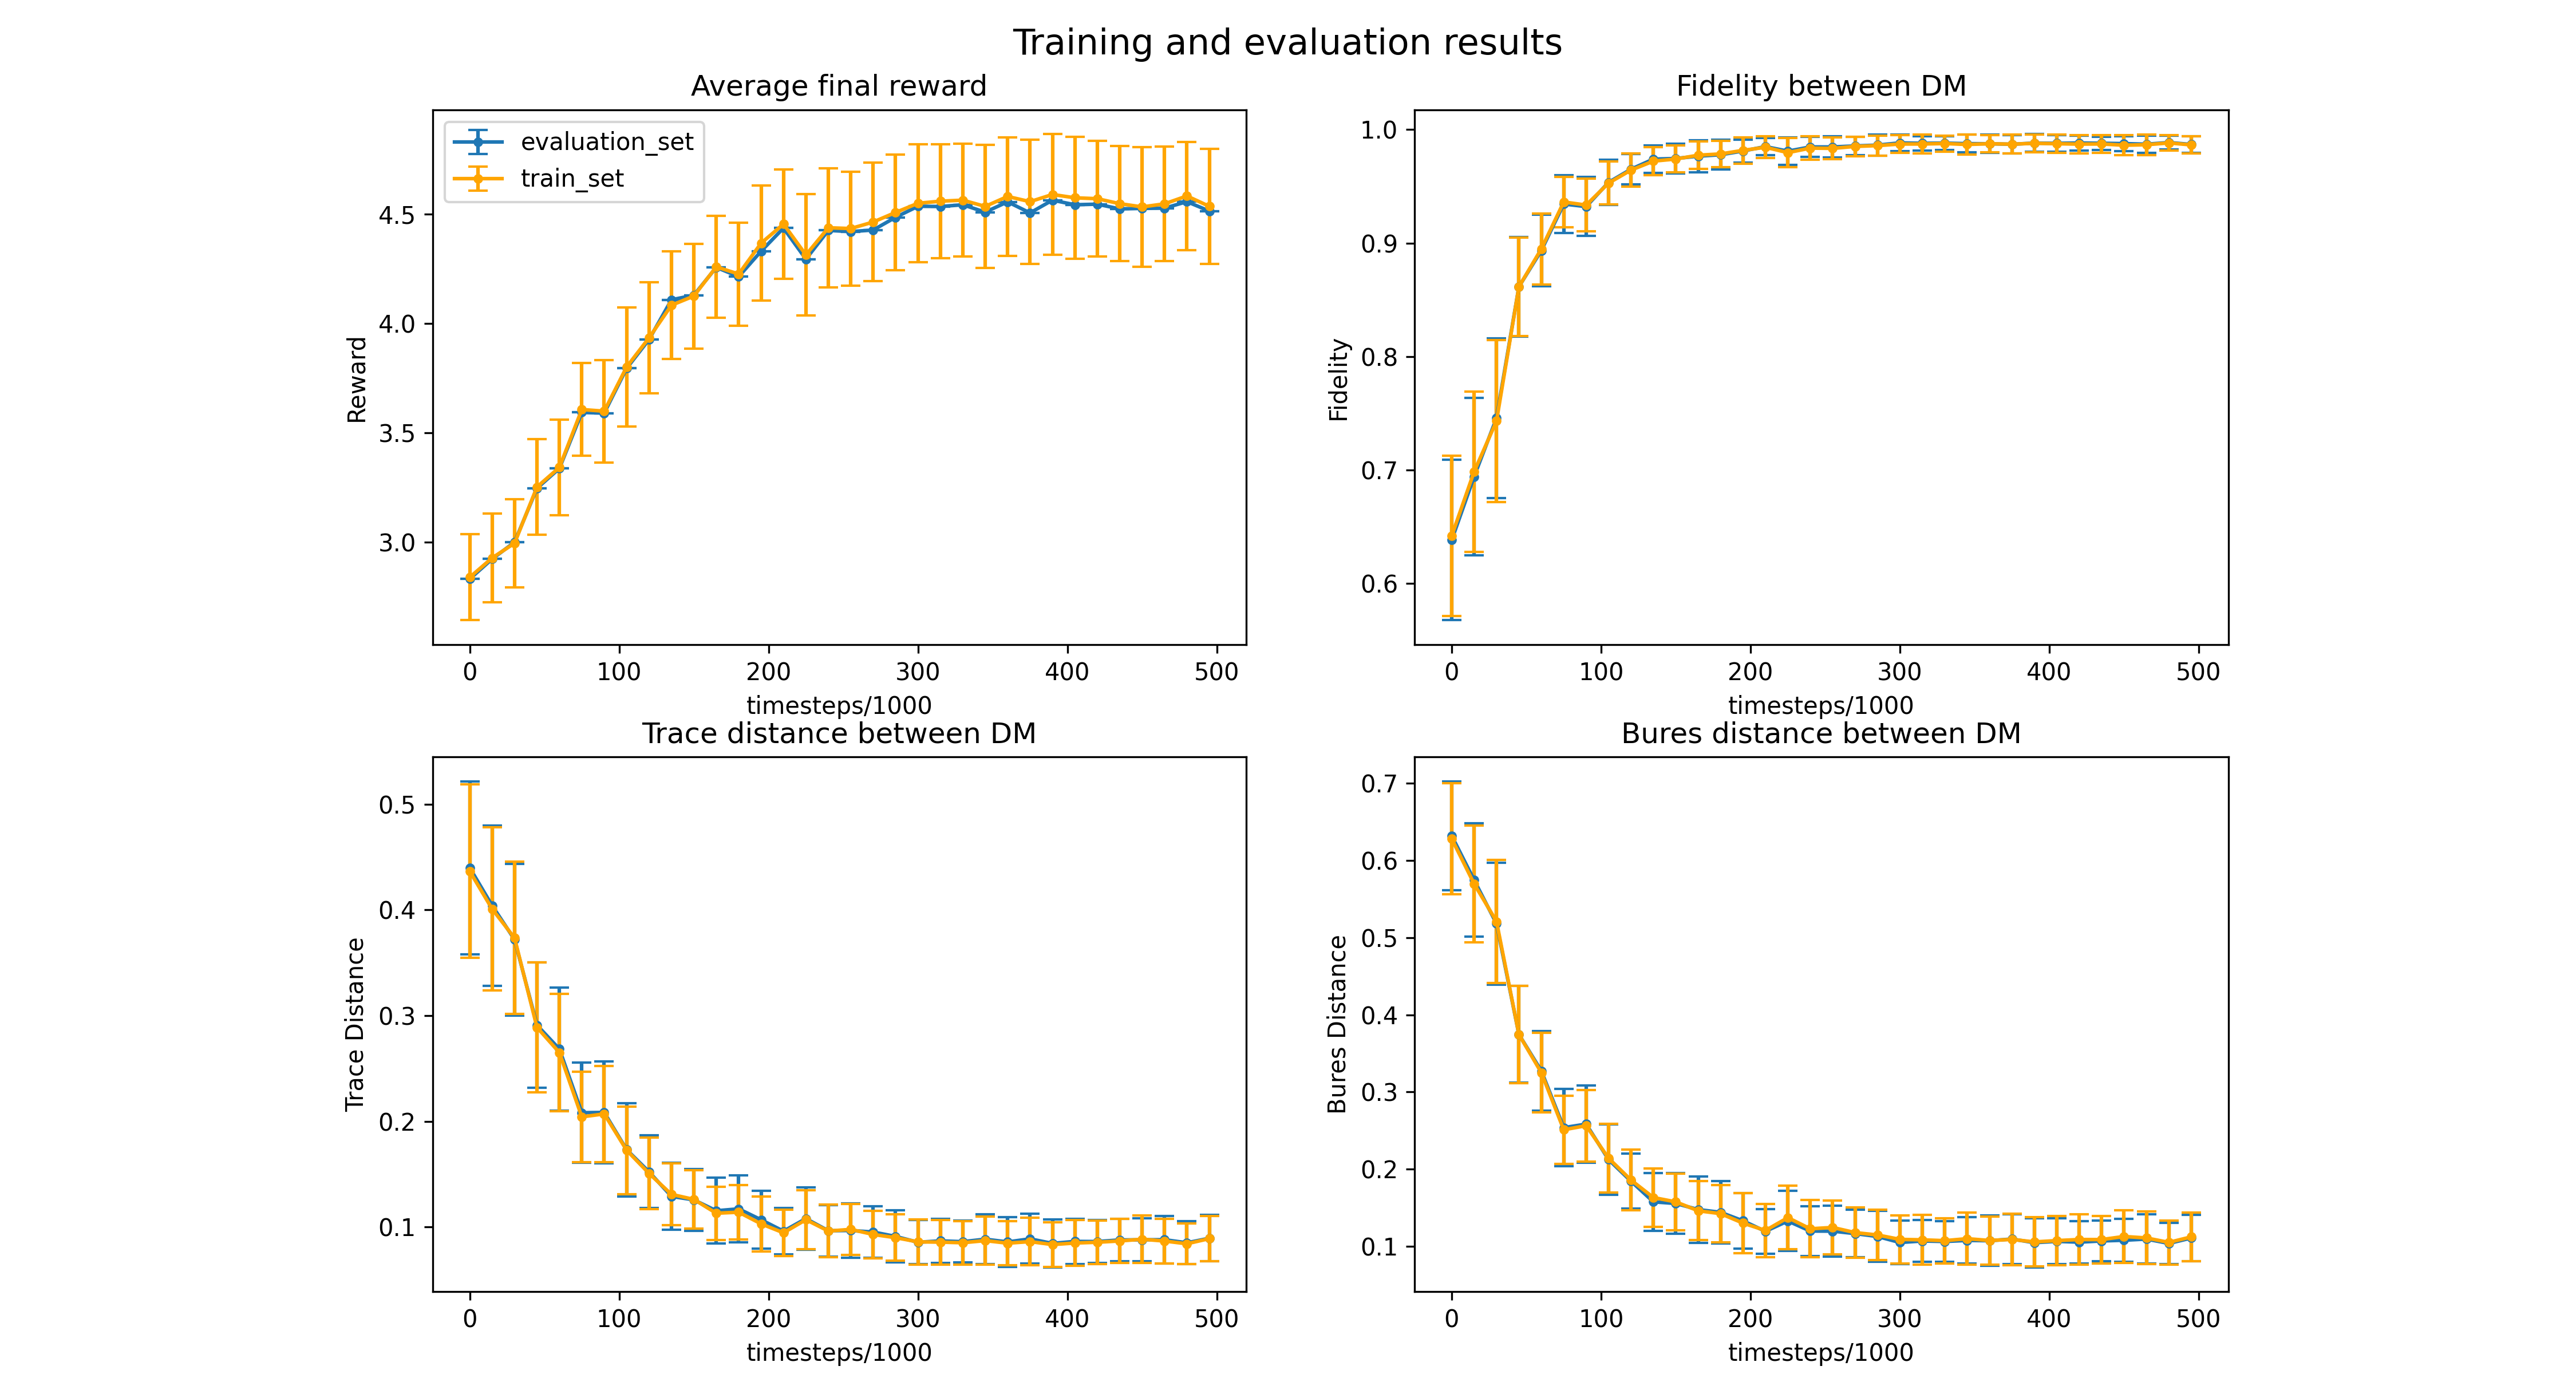 Training and evaluation results
Average final reward
evaluation_set
train_set
4.5
4.0
3.5
3.0
Reward
0 100 200 300 400 500
timesteps/1000
Fidelity between DM
1.0
0.9
0.8
0.7
0.6
Fidelity
0 100 200 300 400 500
timesteps/1000
Trace distance between DM
0.5
0.4
0.3
0.2
0.1
Trace Distance
0 100 200 300 400 500
timesteps/1000
Bures distance between DM
0.7
0.6
0.5
0.4
0.3
0.2
0.1
Bures Distance
0 100 200 300 400 500
timesteps/1000